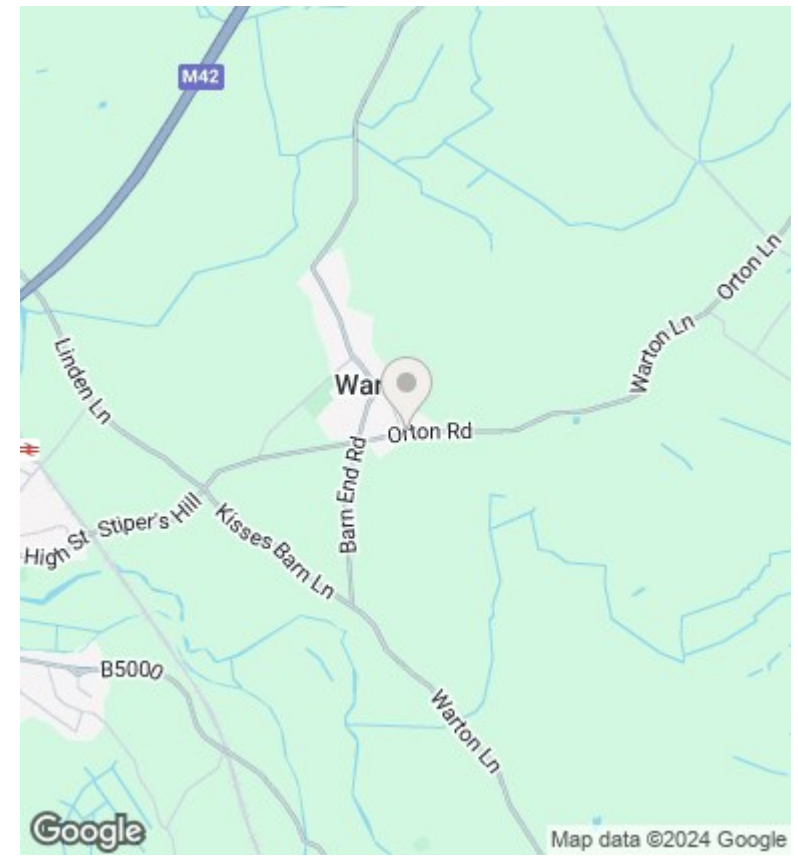 M42
Orton Ln
Linden Ln
Warton Ln
War
Orton Rd
Barn End Rd
High St
Stiper's Hill
Kisses Barn Ln
B5000
Warton Ln
Google
Map data ©2024 Google